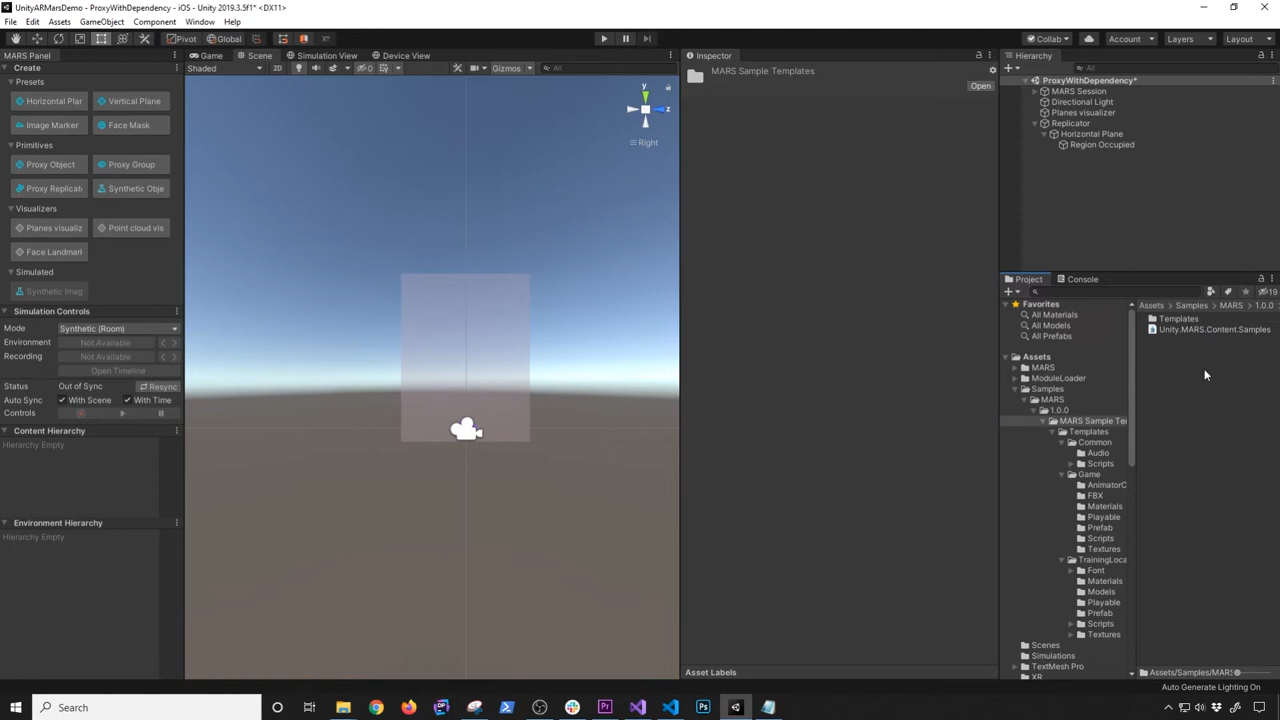 UnityARMarsDemo - ProxyWithDependency - iOS - Unity 2019.3.5f1* <DX11>
File Edit Assets GameObject Component Window Help
Pivot Global Collab Account Layers Layout
MARS Panel
Create
Presets
Horizontal Plar Vertical Plane
Image Marker Face Mask
Primitives
Proxy Object Proxy Group
Proxy Replicat Synthetic Obje
Visualizers
Planes visualiz Point cloud vis
Face Landmar
Simulated
Synthetic Imag
Simulation Controls
Mode Synthetic (Room)
Environment Not Available
Recording Not Available
Open Timeline
Status Out of Sync Resync
Auto Sync With Scene With Time
Controls
Content Hierarchy
Hierarchy Empty
Environment Hierarchy
Hierarchy Empty
Game Scene Simulation View Device View
Shaded 2D Gizmos All
y
z
Right
Inspector
MARS Sample Templates
Open
Asset Labels
Hierarchy
All
ProxyWithDependency*
MARS Session
Directional Light
Planes visualizer
Replicator
Horizontal Plane
Region Occupied
Project Console
19
Favorites
All Materials
All Models
All Prefabs
Assets
MARS
ModuleLoader
Samples
MARS
1.0.0
MARS Sample Te
Templates
Common
Audio
Scripts
Game
AnimatorC
FBX
Materials
Playable
Prefab
Scripts
Textures
TrainingLoca
Font
Materials
Models
Playable
Prefab
Scripts
Textures
Scenes
Simulations
TextMesh Pro
XR
Assets Samples MARS 1.0.0
Templates
Unity.MARS.Content.Samples
Assets/Samples/MARS
Auto Generate Lighting On
Search